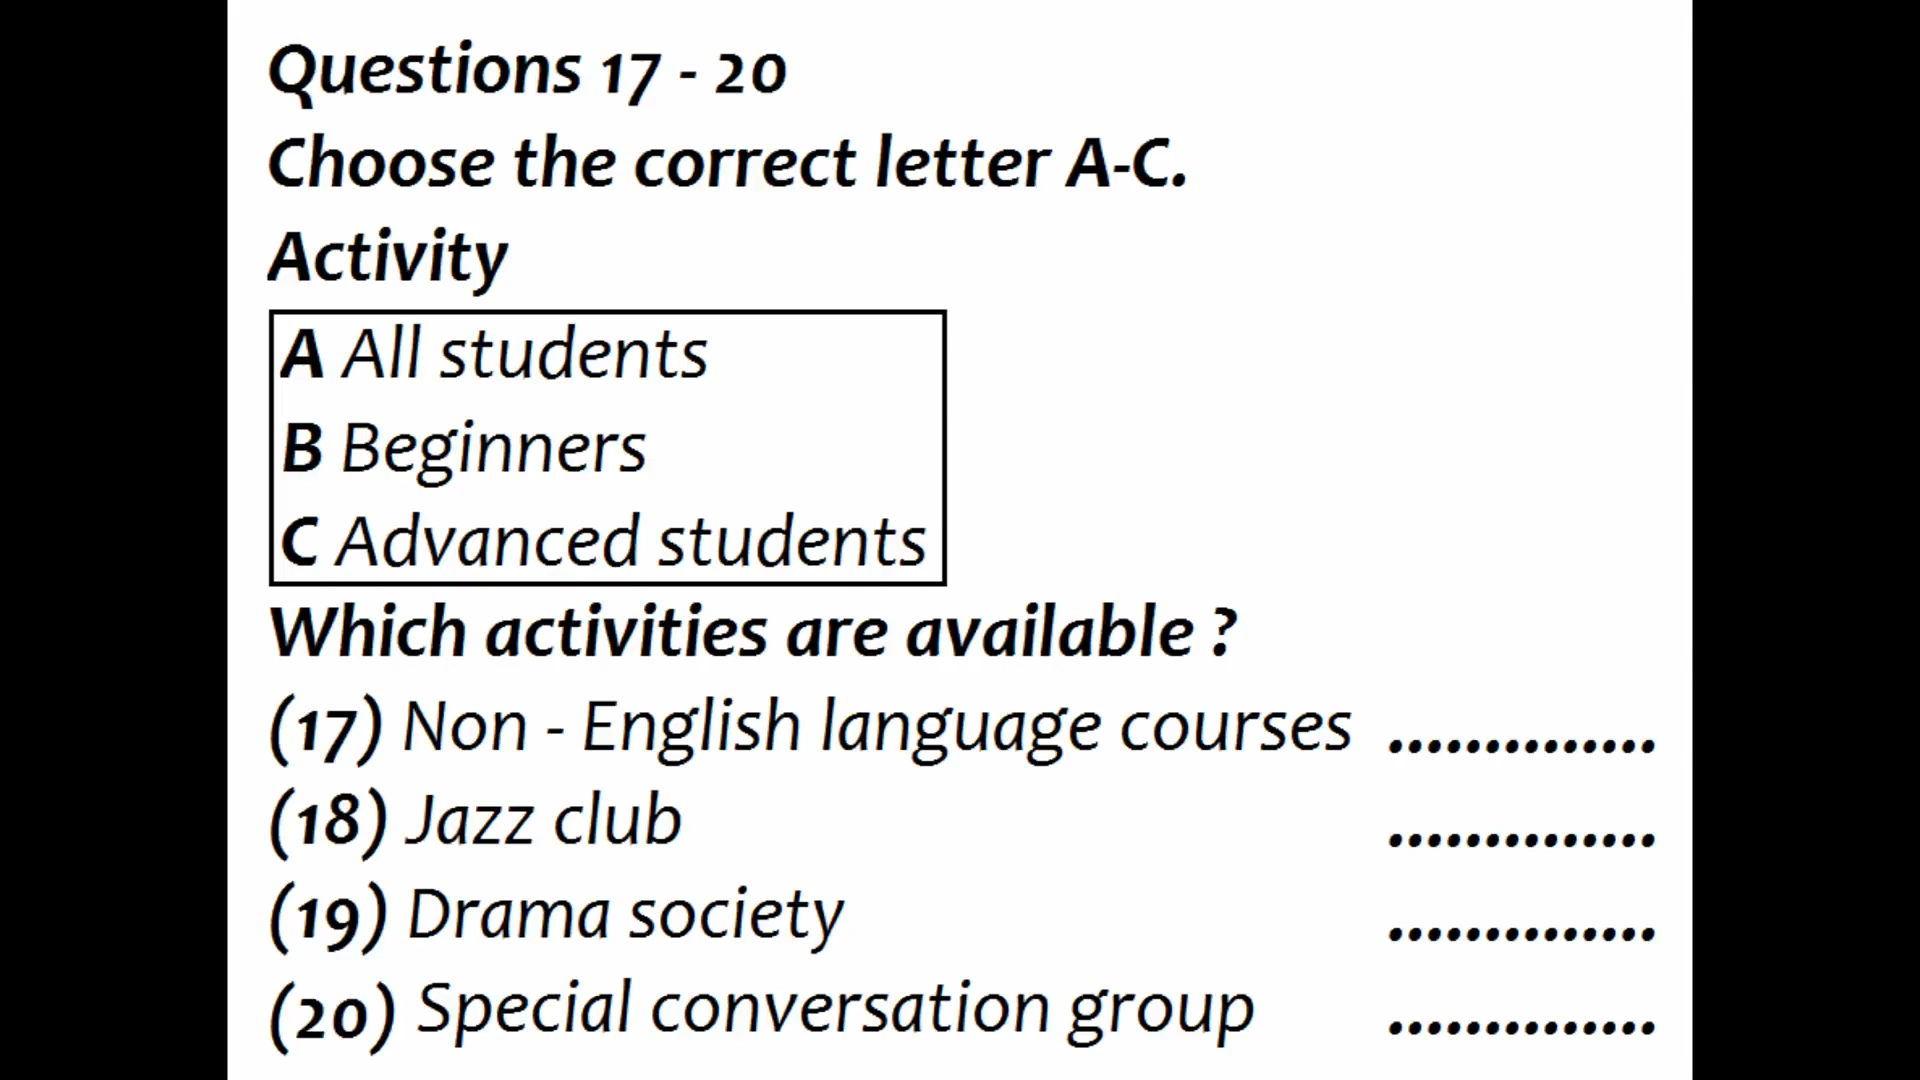 Questions 17 - 20
Choose the correct letter A-C.
Activity
A All students
B Beginners
C Advanced students
Which activities are available ?
(17) Non - English language courses ..............
(18) Jazz club ..............
(19) Drama society ..............
(20) Special conversation group ..............